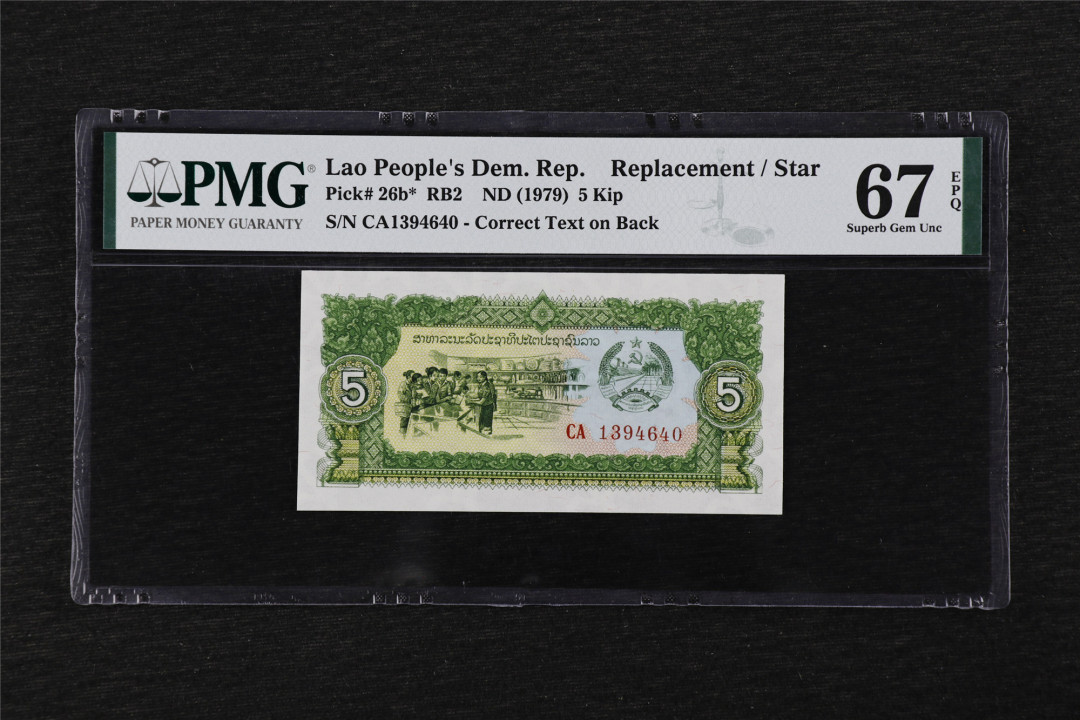 PMG®
PAPER MONEY GUARANTY
Lao People's Dem. Rep. Replacement / Star
Pick# 26b* RB2 ND (1979) 5 Kip
S/N CA1394640 - Correct Text on Back
67
EPQ
Superb Gem Unc
ສາທາລະນະລັດປະຊາທິປະໄຕປະຊາຊົນລາວ
5
5
CA 1394640